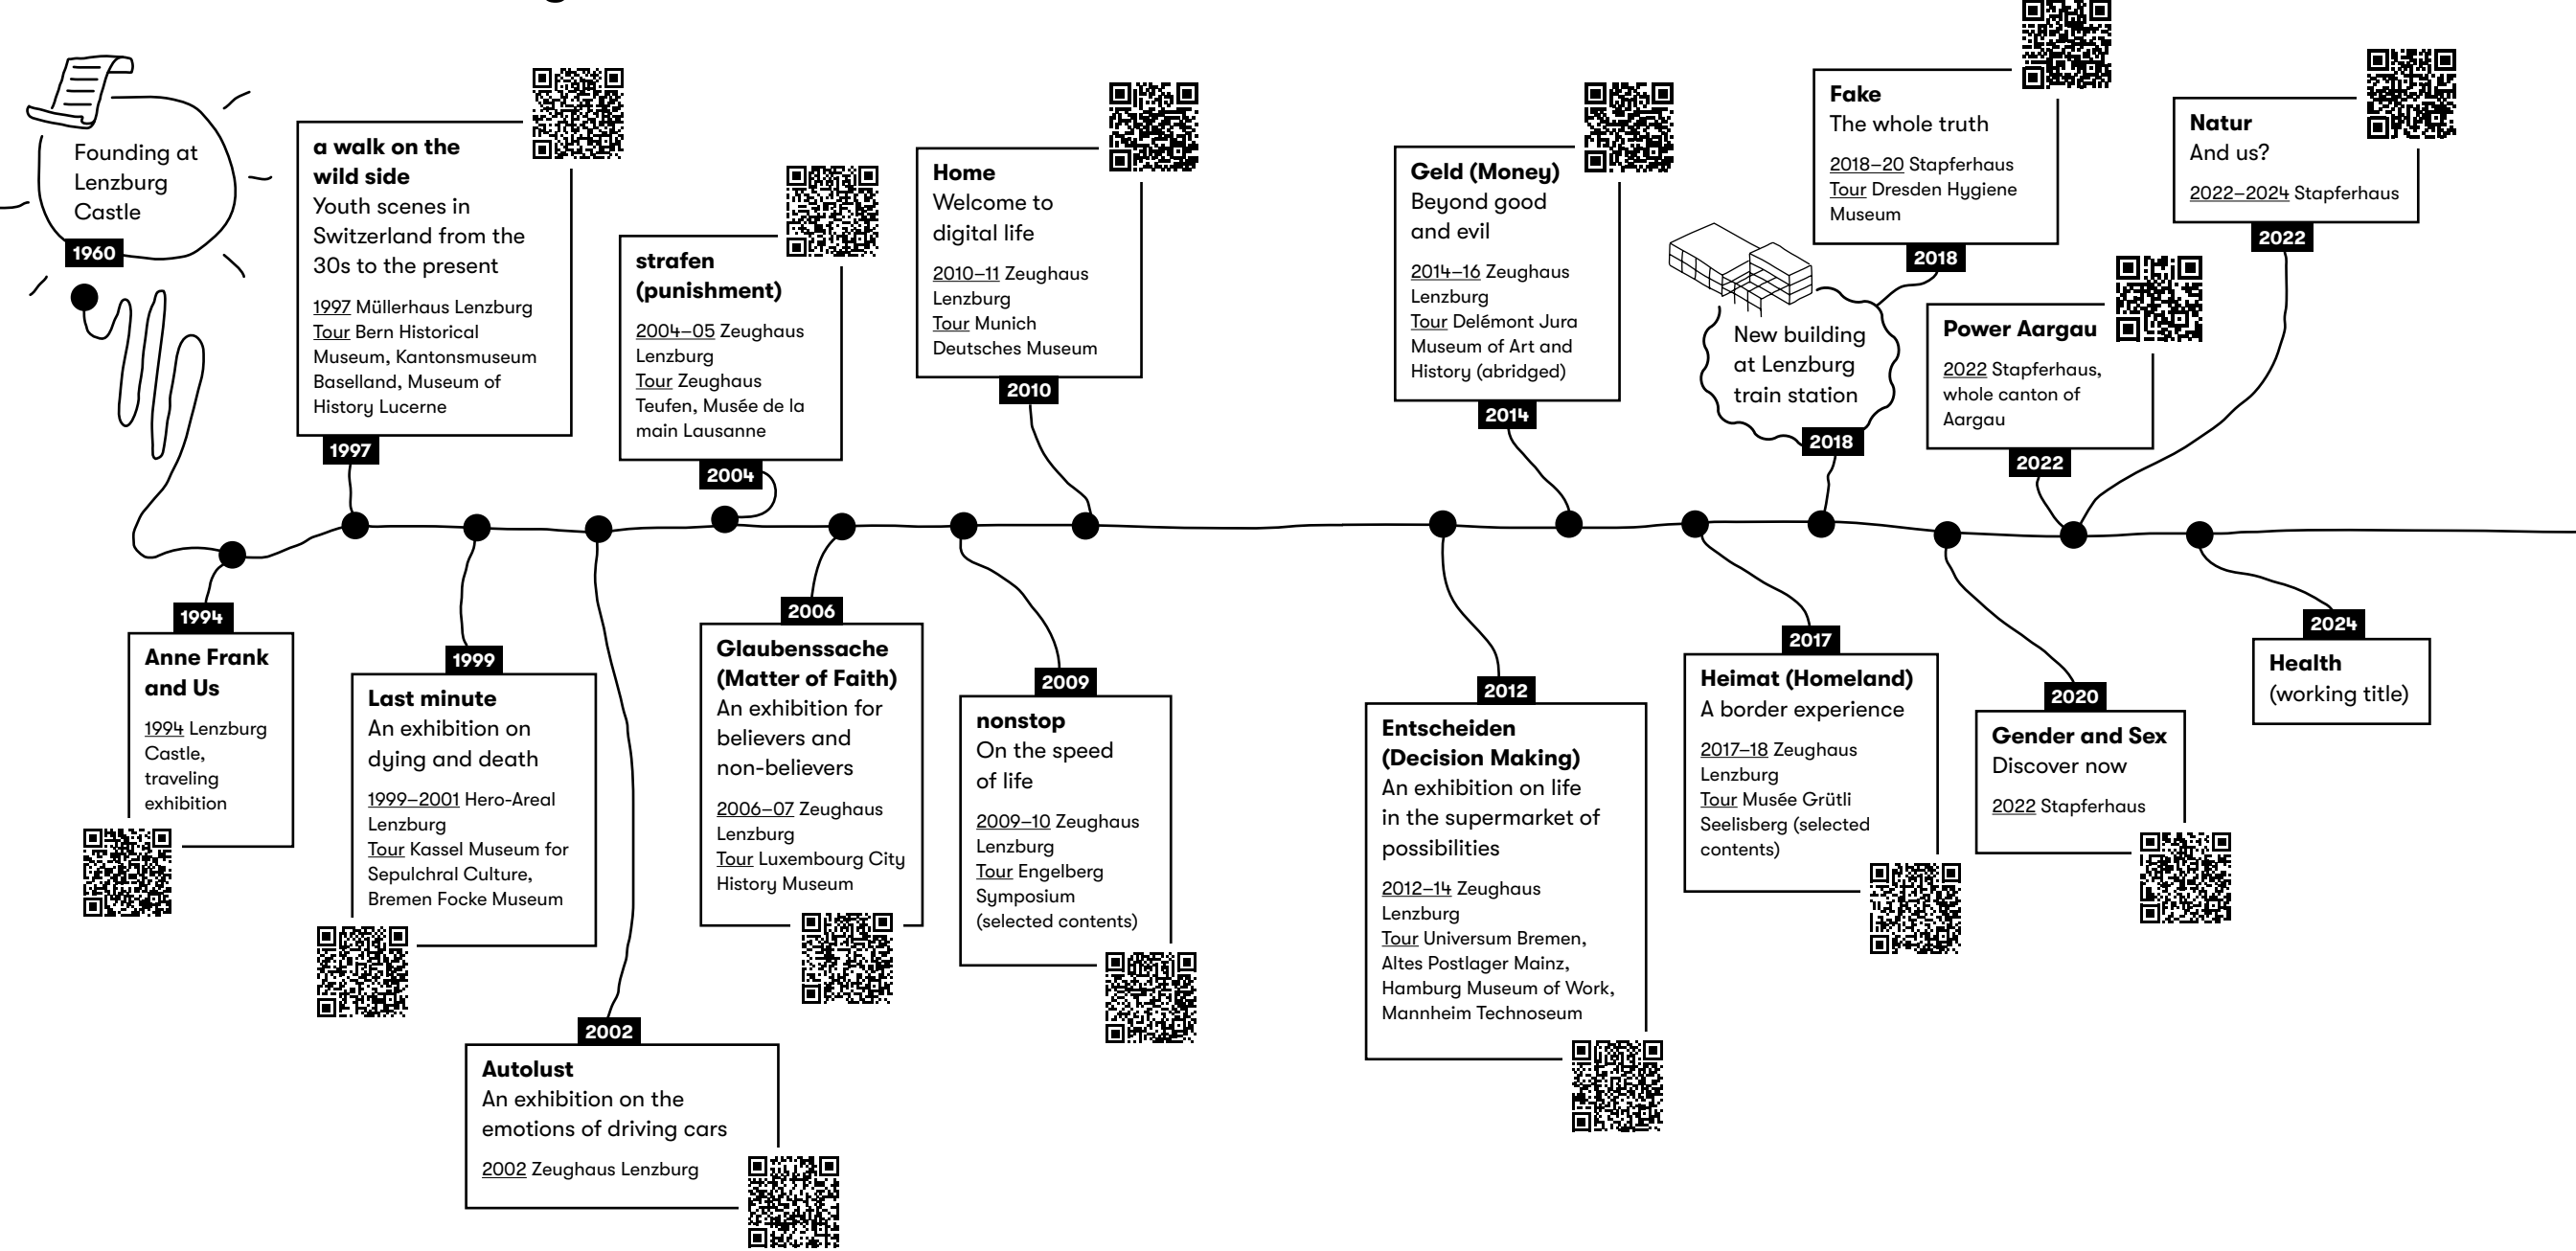 Founding at
Lenzburg
Castle
1960
1994
Anne Frank
and Us
1994 Lenzburg
Castle,
traveling
exhibition
a walk on the
wild side
Youth scenes in
Switzerland from the
30s to the present
1997 Müllerhaus Lenzburg
Tour Bern Historical
Museum, Kantonsmuseum
Baselland, Museum of
History Lucerne
1997
1999
Last minute
An exhibition on
dying and death
1999–2001 Hero-Areal
Lenzburg
Tour Kassel Museum for
Sepulchral Culture,
Bremen Focke Museum
2002
Autolust
An exhibition on the
emotions of driving cars
2002 Zeughaus Lenzburg
strafen
(punishment)
2004–05 Zeughaus
Lenzburg
Tour Zeughaus
Teufen, Musée de la
main Lausanne
2004
2006
Glaubenssache
(Matter of Faith)
An exhibition for
believers and
non-believers
2006–07 Zeughaus
Lenzburg
Tour Luxembourg City
History Museum
2009
nonstop
On the speed
of life
2009–10 Zeughaus
Lenzburg
Tour Engelberg
Symposium
(selected contents)
Home
Welcome to
digital life
2010–11 Zeughaus
Lenzburg
Tour Munich
Deutsches Museum
2010
2012
Entscheiden
(Decision Making)
An exhibition on life
in the supermarket of
possibilities
2012–14 Zeughaus
Lenzburg
Tour Universum Bremen,
Altes Postlager Mainz,
Hamburg Museum of Work,
Mannheim Technoseum
Geld (Money)
Beyond good
and evil
2014–16 Zeughaus
Lenzburg
Tour Delémont Jura
Museum of Art and
History (abridged)
2014
2017
Heimat (Homeland)
A border experience
2017–18 Zeughaus
Lenzburg
Tour Musée Grütli
Seelisberg (selected
contents)
New building
at Lenzburg
train station
2018
Fake
The whole truth
2018–20 Stapferhaus
Tour Dresden Hygiene
Museum
2018
2020
Gender and Sex
Discover now
2022 Stapferhaus
Power Aargau
2022 Stapferhaus,
whole canton of
Aargau
2022
Natur
And us?
2022–2024 Stapferhaus
2022
2024
Health
(working title)